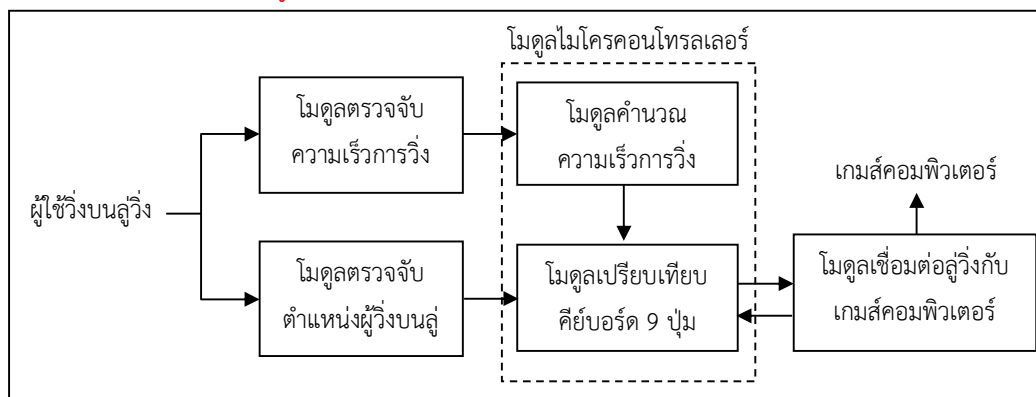 โมดูลไมโครคอนโทรลเลอร์
โมดูลตรวจจับ
ความเร็วการวิ่ง
โมดูลคำนวณ
ความเร็วการวิ่ง
ผู้ใช้วิ่งบนลู่วิ่ง
เกมส์คอมพิวเตอร์
โมดูลตรวจจับ
ตำแหน่งผู้วิ่งบนลู่
โมดูลเปรียบเทียบ
คีย์บอร์ด 9 ปุ่ม
โมดูลเชื่อมต่อลู่วิ่งกับ
เกมส์คอมพิวเตอร์